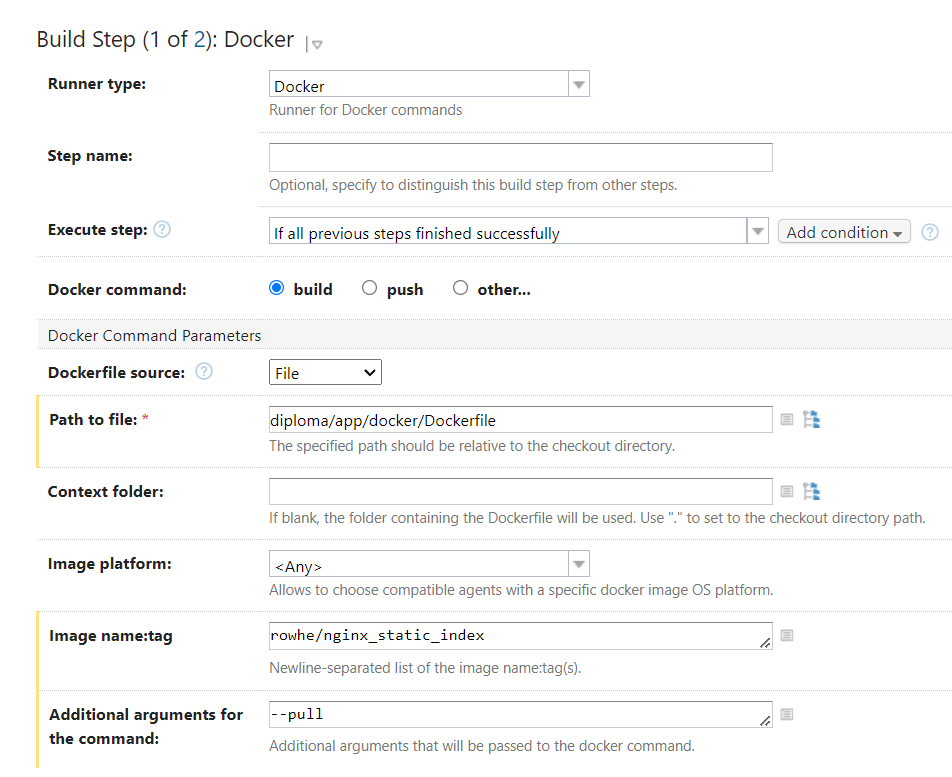 Build Step (1 of 2): Docker
Runner type:
Docker
Runner for Docker commands
Step name:
Optional, specify to distinguish this build step from other steps.
Execute step:
If all previous steps finished successfully
Add condition
Docker command:
build push other...
Docker Command Parameters
Dockerfile source:
File
Path to file: *
diploma/app/docker/Dockerfile
The specified path should be relative to the checkout directory.
Context folder:
If blank, the folder containing the Dockerfile will be used. Use "." to set to the checkout directory path.
Image platform:
<Any>
Allows to choose compatible agents with a specific docker image OS platform.
Image name:tag
rowhe/nginx_static_index
Newline-separated list of the image name:tag(s).
Additional arguments for
the command:
--pull
Additional arguments that will be passed to the docker command.